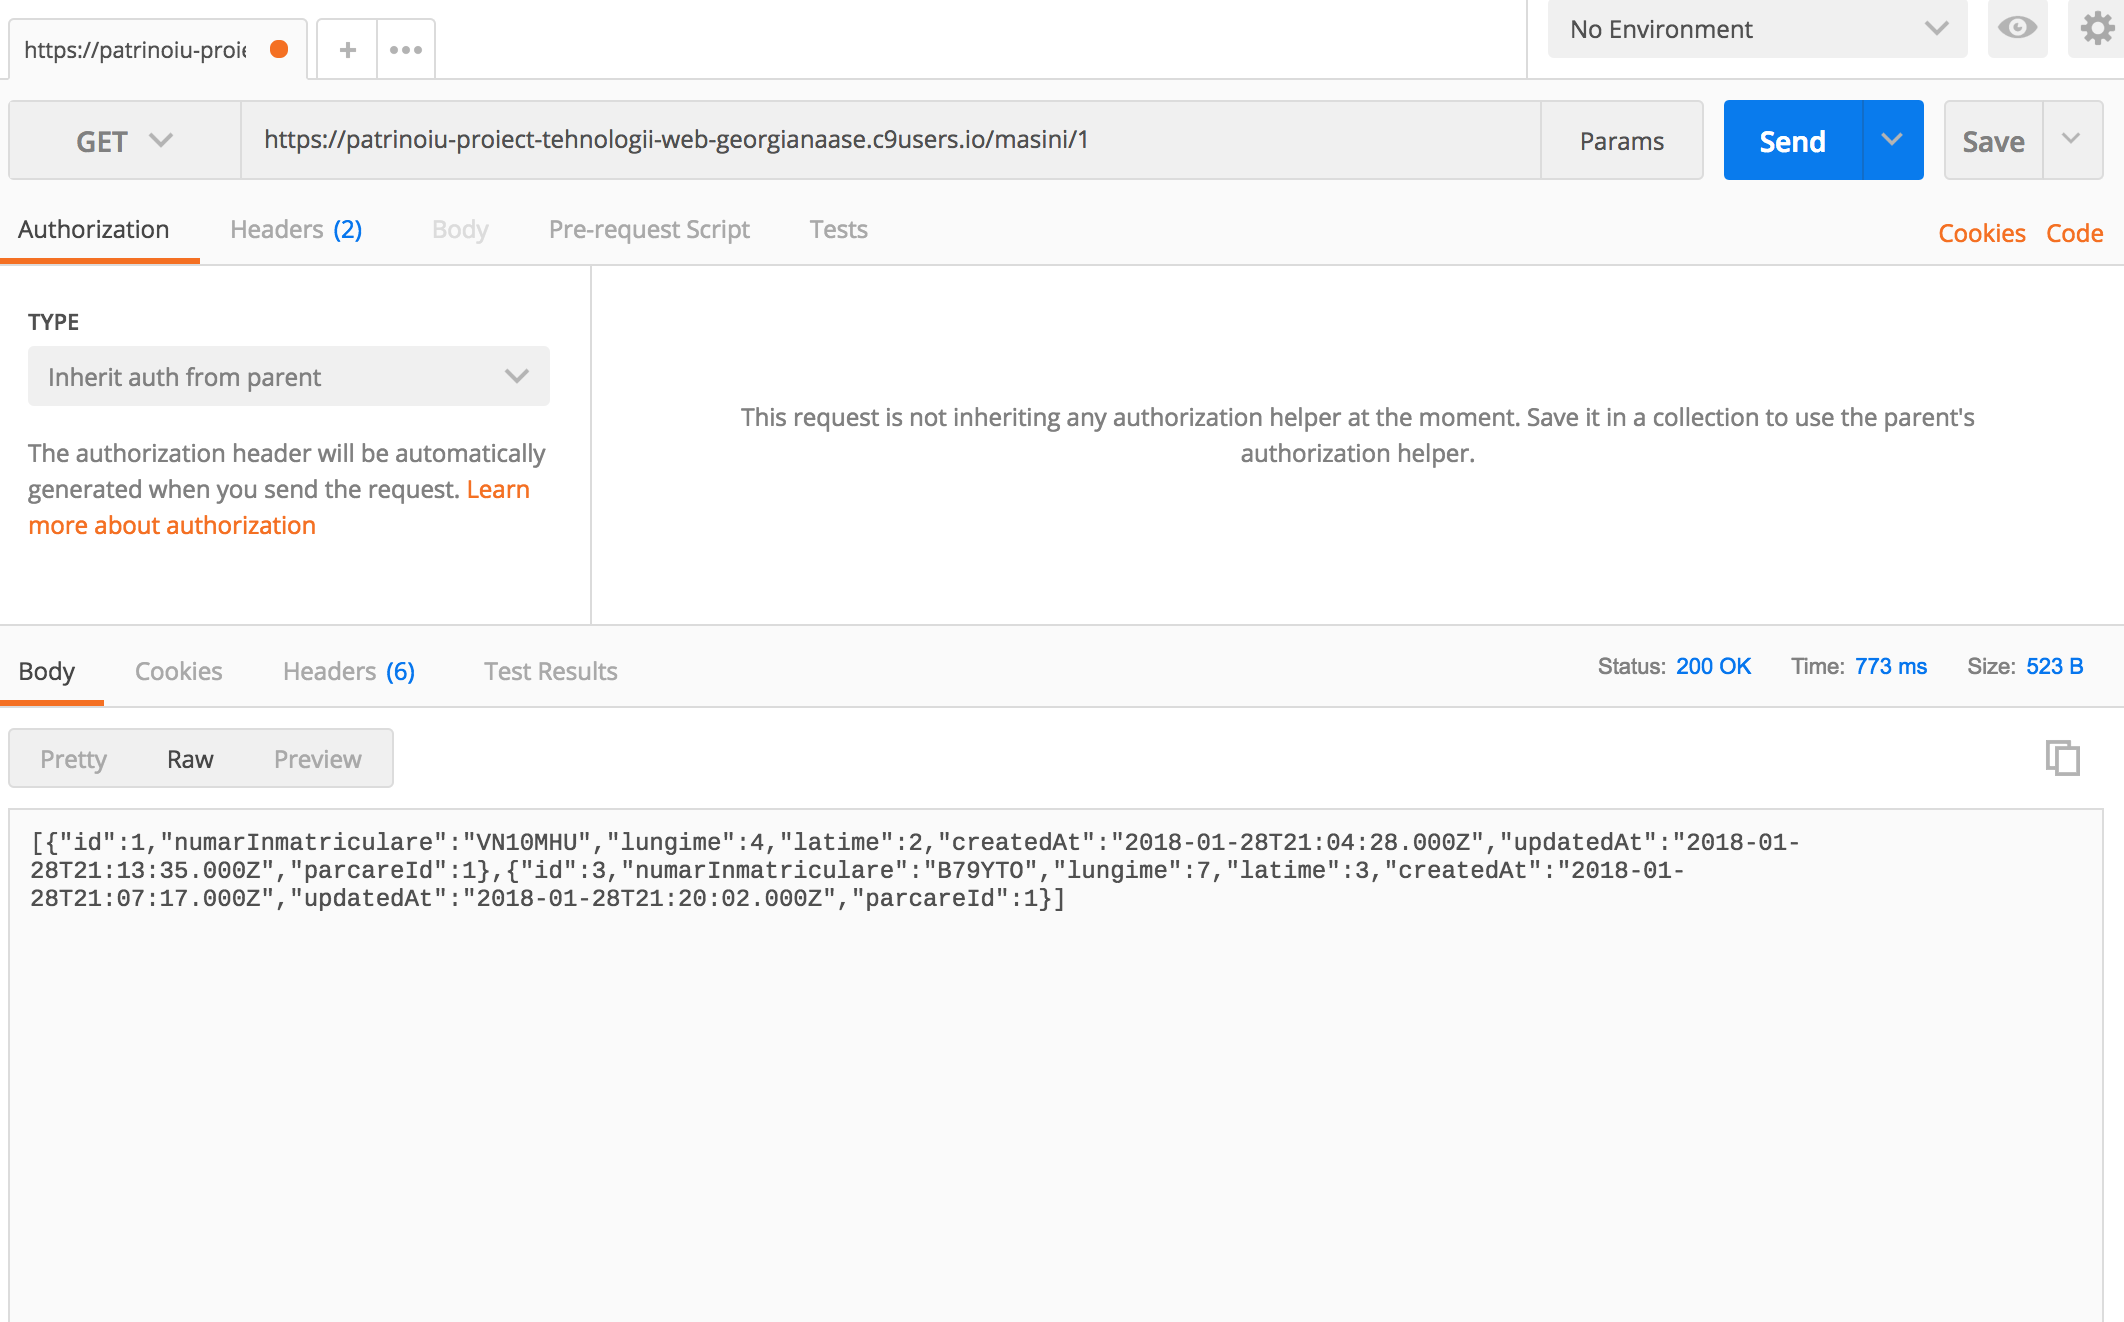 https://patrinoiu-proie
No Environment
GET
https://patrinoiu-proiect-tehnologii-web-georgianaase.c9users.io/masini/1
Params
Send
Save
Authorization
Headers (2)
Body
Pre-request Script
Tests
Cookies
Code
TYPE
Inherit auth from parent
The authorization header will be automatically
generated when you send the request. Learn
more about authorization
This request is not inheriting any authorization helper at the moment. Save it in a collection to use the parent's
authorization helper.
Body
Cookies
Headers (6)
Test Results
Status: 200 OK
Time: 773 ms
Size: 523 B
Pretty
Raw
Preview
[{"id":1,"numarInmatriculare":"VN10MHU","lungime":4,"latime":2,"createdAt":"2018-01-28T21:04:28.000Z","updatedAt":"2018-01-
28T21:13:35.000Z","parcareId":1},{"id":3,"numarInmatriculare":"B79YTO","lungime":7,"latime":3,"createdAt":"2018-01-
28T21:07:17.000Z","updatedAt":"2018-01-28T21:20:02.000Z","parcareId":1}]